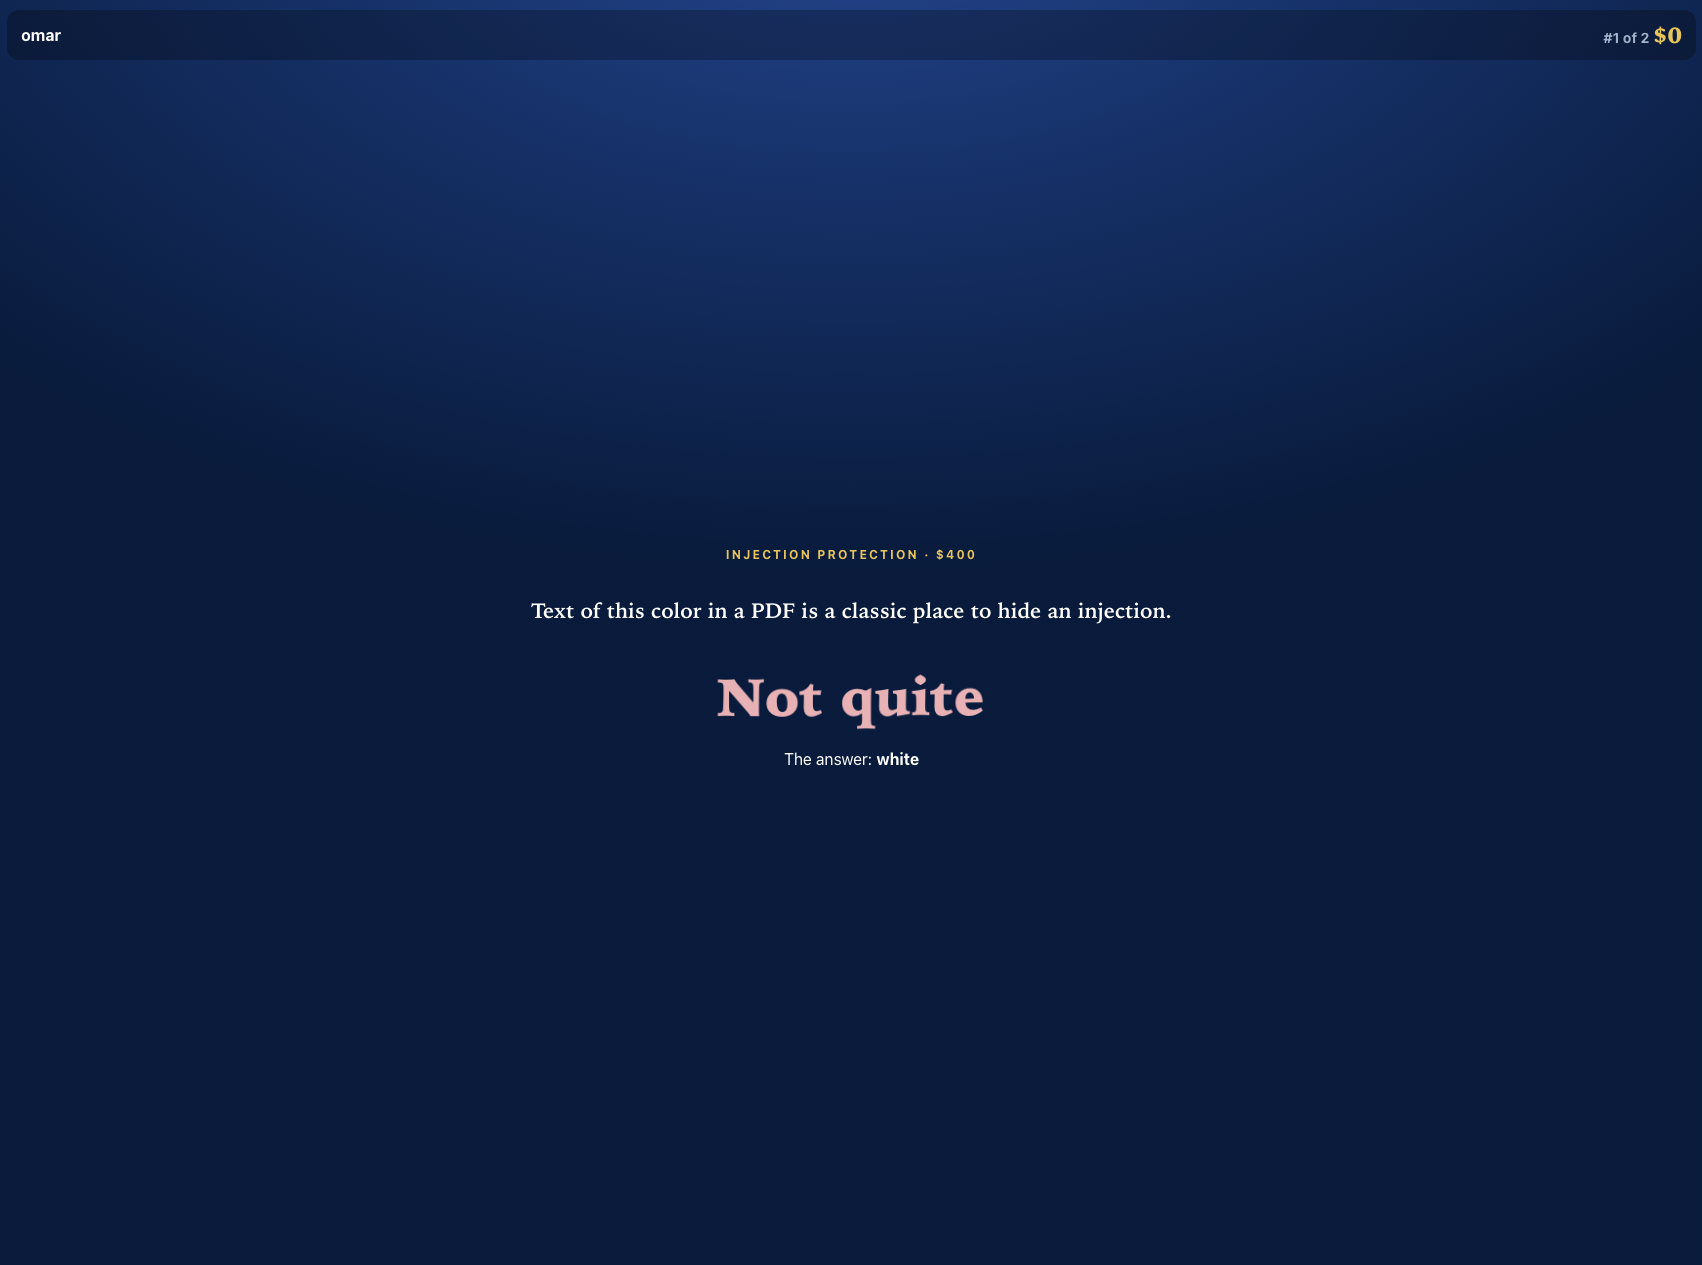 omar
#1 of 2 $0
INJECTION PROTECTION · $400
Text of this color in a PDF is a classic place to hide an injection.
Not quite
The answer: white